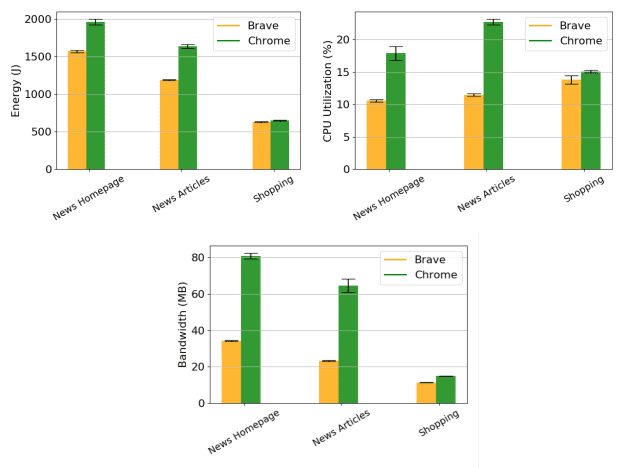 2000
1500
1000
500
0
Energy (J)
Brave
Chrome
News Homepage
News Articles
Shopping
20
15
10
5
0
CPU Utilization (%)
Brave
Chrome
News Homepage
News Articles
Shopping
80
60
40
20
0
Bandwidth (MB)
Brave
Chrome
News Homepage
News Articles
Shopping